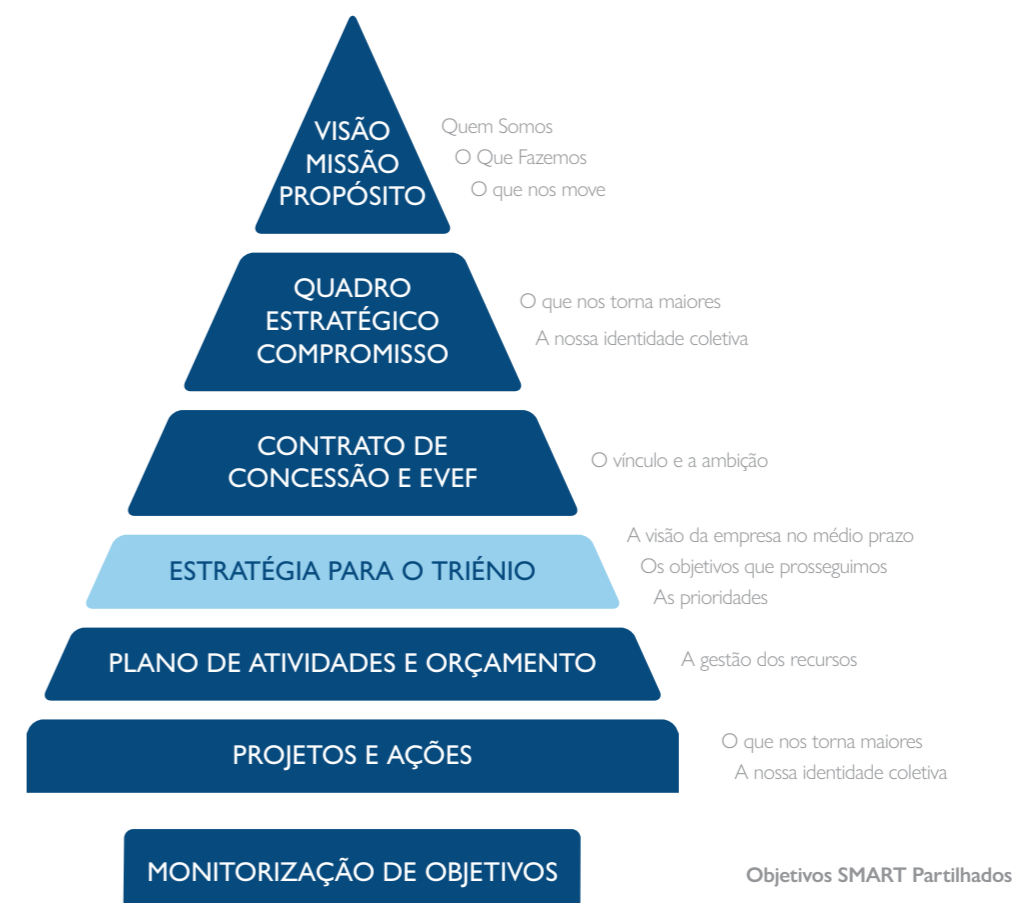 VISÃO
MISSÃO
PROPÓSITO
Quem Somos
O Que Fazemos
O que nos move
QUADRO
ESTRATÉGICO
COMPROMISSO
O que nos torna maiores
A nossa identidade coletiva
CONTRATO DE
CONCESSÃO E EVEF
O vínculo e a ambição
ESTRATÉGIA PARA O TRIÉNIO
A visão da empresa no médio prazo
Os objetivos que prosseguimos
As prioridades
PLANO DE ATIVIDADES E ORÇAMENTO
A gestão dos recursos
PROJETOS E AÇÕES
O que nos torna maiores
A nossa identidade coletiva
MONITORIZAÇÃO DE OBJETIVOS
Objetivos SMART Partilhados